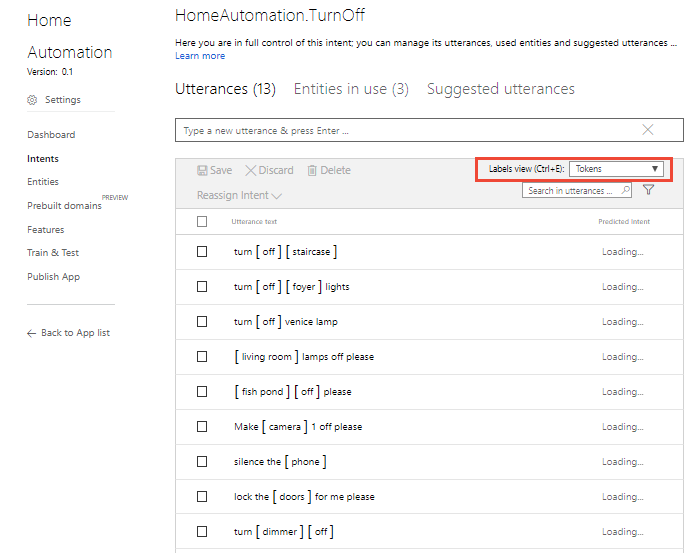 Home
Automation
Version: 0.1
Settings
Dashboard
Intents
Entities
Prebuilt domains PREVIEW
Features
Train & Test
Publish App
Back to App list
HomeAutomation.TurnOff
Here you are in full control of this intent; you can manage its utterances, used entities and suggested utterances ...
Learn more
Utterances (13) Entities in use (3) Suggested utterances
Type a new utterance & press Enter ...
Save Discard Delete Labels view (Ctrl+E): Tokens
Reassign Intent Search in utterances ...
Utterance text Predicted Intent
turn [ off ] [ staircase ] Loading...
turn [ off ] [ foyer ] lights Loading...
turn [ off ] venice lamp Loading...
[ living room ] lamps off please Loading...
[ fish pond ] [ off ] please Loading...
Make [ camera ] 1 off please Loading...
silence the [ phone ] Loading...
lock the [ doors ] for me please Loading...
turn [ dimmer ] [ off ] Loading...